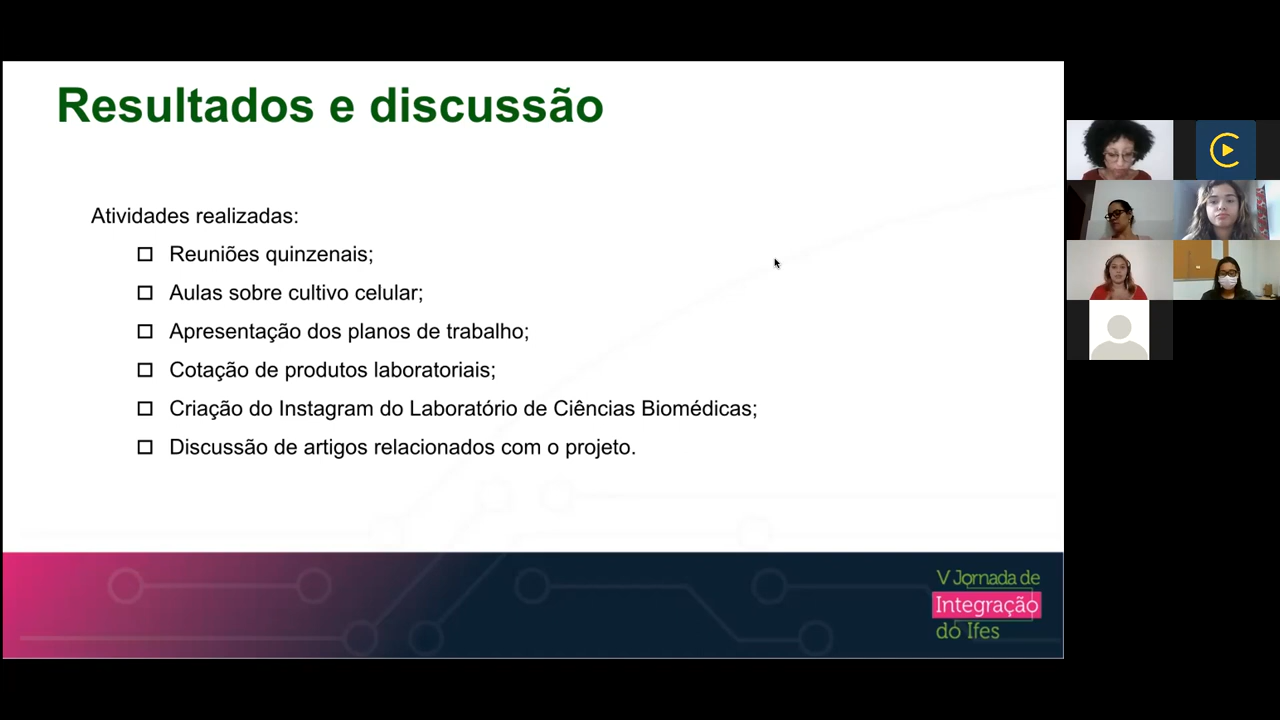 Resultados e discussão
Atividades realizadas:
Reuniões quinzenais;
Aulas sobre cultivo celular;
Apresentação dos planos de trabalho;
Cotação de produtos laboratoriais;
Criação do Instagram do Laboratório de Ciências Biomédicas;
Discussão de artigos relacionados com o projeto.
V Jornada de
Integração
do Ifes